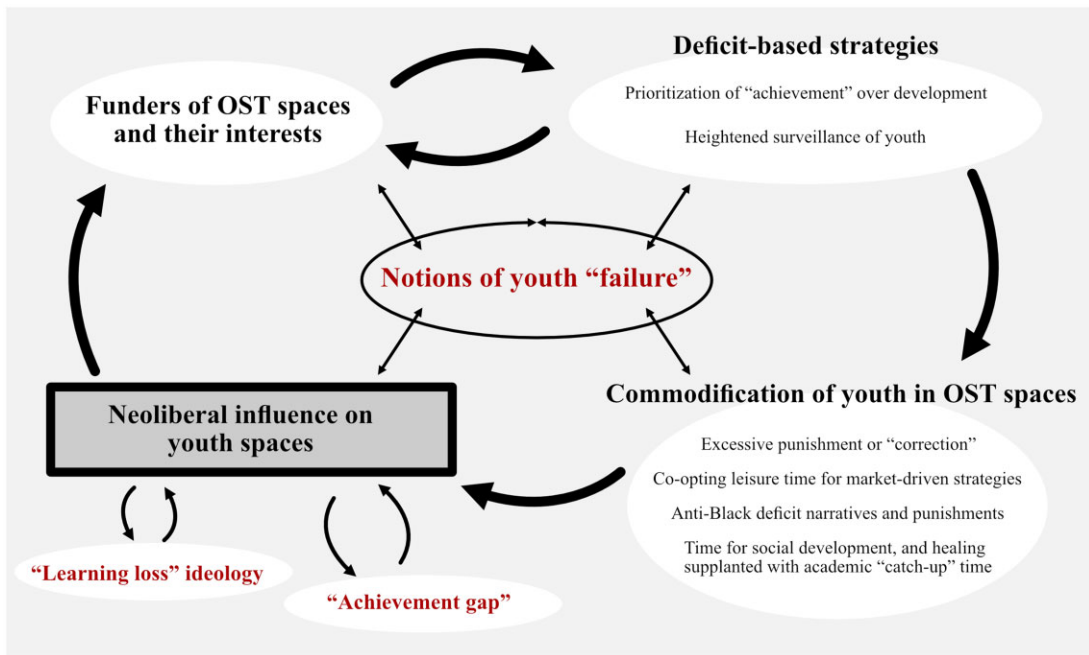 Deficit-based strategies
Prioritization of “achievement” over development
Heightened surveillance of youth
Funders of OST spaces
and their interests
Notions of youth “failure”
Neoliberal influence on
youth spaces
Commodification of youth in OST spaces
Excessive punishment or “correction”
Co-opting leisure time for market-driven strategies
Anti-Black deficit narratives and punishments
Time for social development, and healing
supplanted with academic “catch-up” time
“Learning loss” ideology
“Achievement gap”